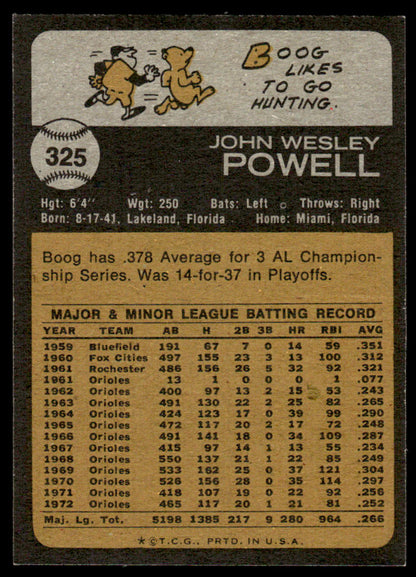 BOOG
LIKES
TO GO
HUNTING.
325
JOHN WESLEY
POWELL
Hgt: 6'4" Wgt: 250 Bats: Left Throws: Right
Born: 8-17-41, Lakeland, Florida Home: Miami, Florida
Boog has .378 Average for 3 AL Champion-
ship Series. Was 14-for-37 in Playoffs.
MAJOR & MINOR LEAGUE BATTING RECORD
YEAR TEAM AB H 2B 3B HR RBI AVG
1959 Bluefield 191 67 7 0 14 59 .351
1960 Fox Cities 497 155 23 3 13 100 .312
1961 Rochester 486 156 26 5 32 92 .321
1961 Orioles 13 1 0 0 0 1 .077
1962 Orioles 400 97 13 2 15 53 .243
1963 Orioles 491 130 22 2 25 82 .265
1964 Orioles 424 123 17 0 39 99 .290
1965 Orioles 472 117 20 2 17 72 .248
1966 Orioles 491 141 18 0 34 109 .287
1967 Orioles 415 97 14 1 13 55 .234
1968 Orioles 550 137 21 1 22 85 .249
1969 Orioles 533 162 25 0 37 121 .304
1970 Orioles 526 156 28 0 35 114 .297
1971 Orioles 418 107 19 0 22 92 .256
1972 Orioles 465 117 20 1 21 81 .252
Maj. Lg. Tot. 5198 1385 217 9 280 964 .266
*©T.C.G., PRTD. IN U.S.A.